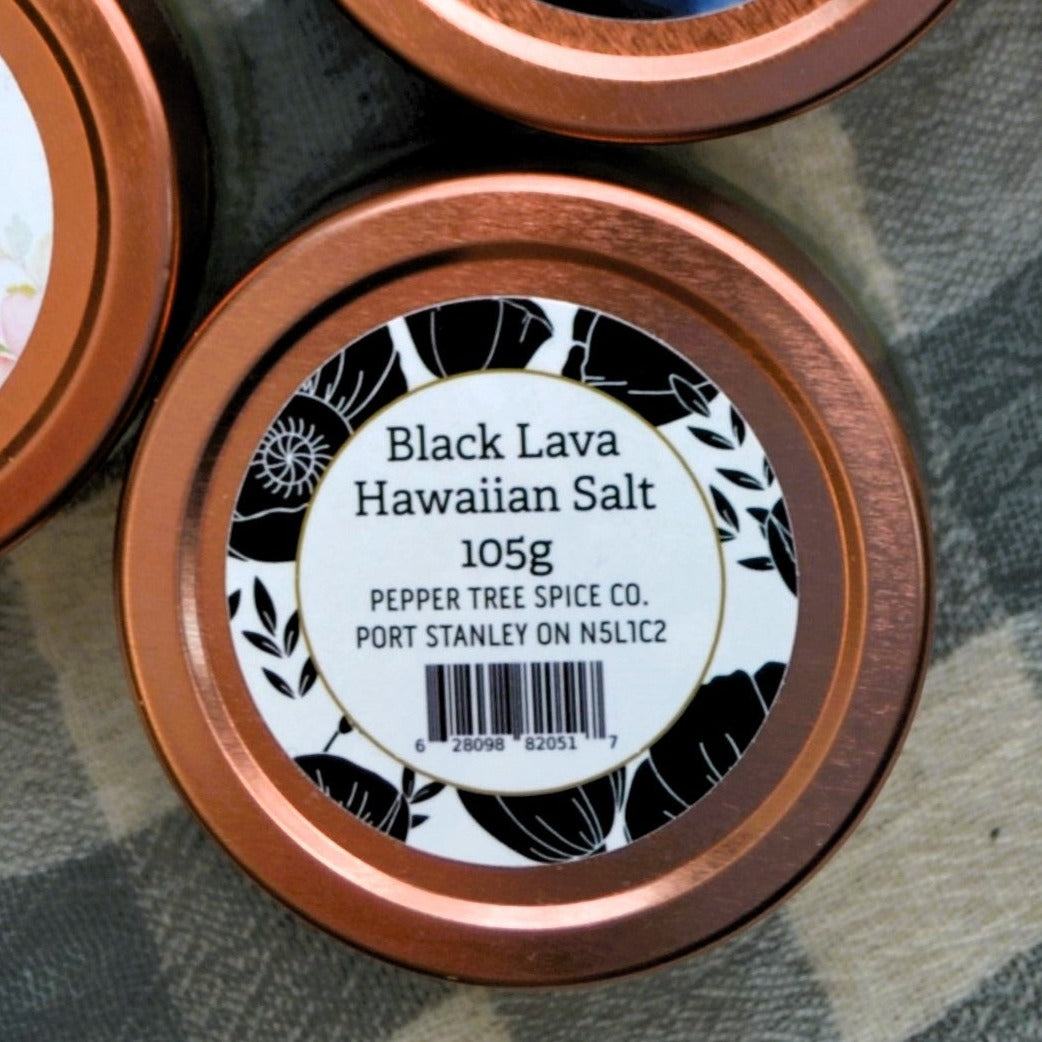 Black Lava
Hawaiian Salt
105g
PEPPER TREE SPICE CO.
PORT STANLEY ON N5L1C2
6 28098 82051 7